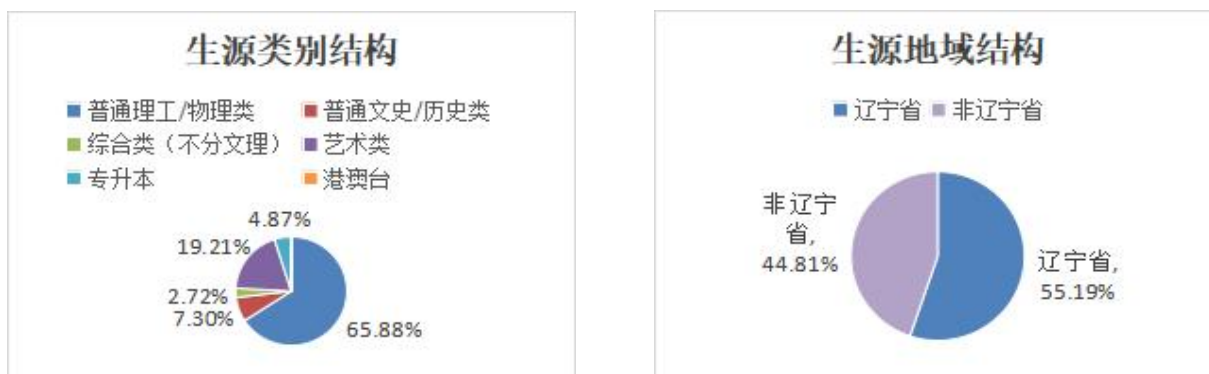 生源类别结构
普通理工/物理类 普通文史/历史类
综合类（不分文理） 艺术类
专升本 港澳台
4.87%
19.21%
2.72%
7.30%
65.88%
生源地域结构
辽宁省 非辽宁省
非辽宁
省,
44.81%
辽宁省,
55.19%